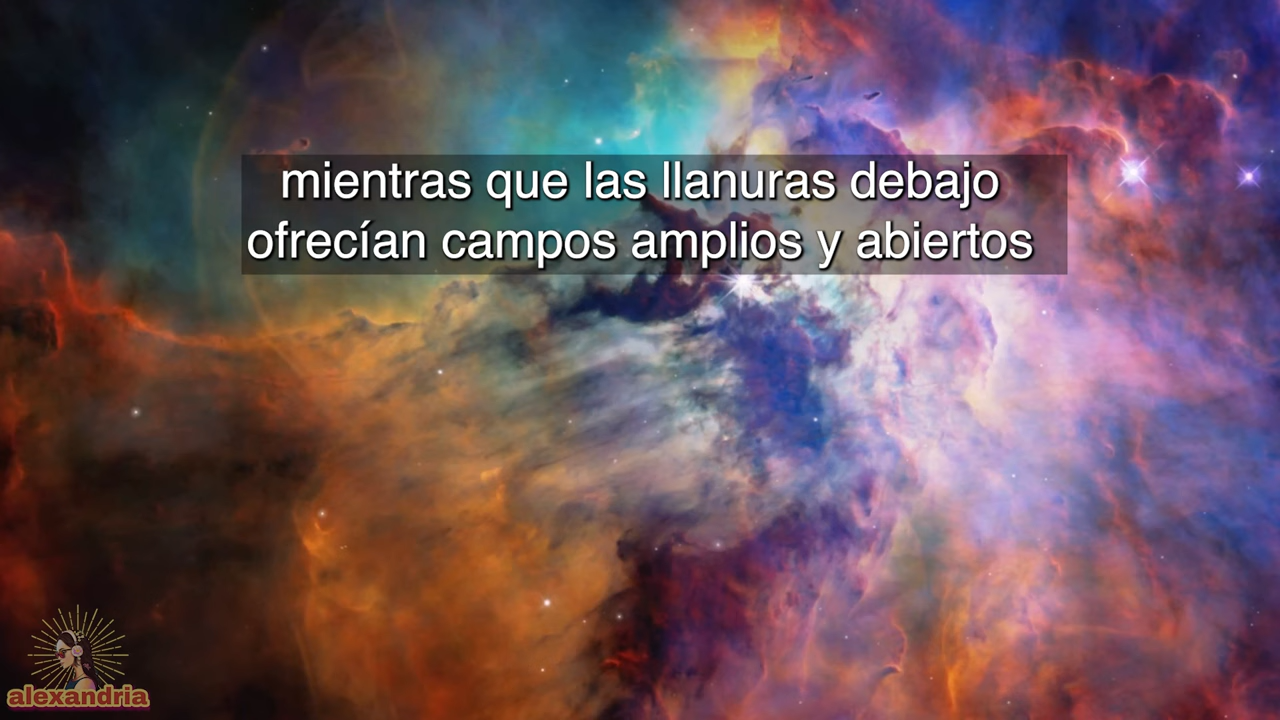 mientras que las llanuras debajo
ofrecían campos amplios y abiertos
alexandria